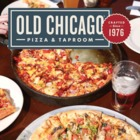 OLD CHICAGO
PIZZA & TAPROOM
CRAFTED
Since
1976